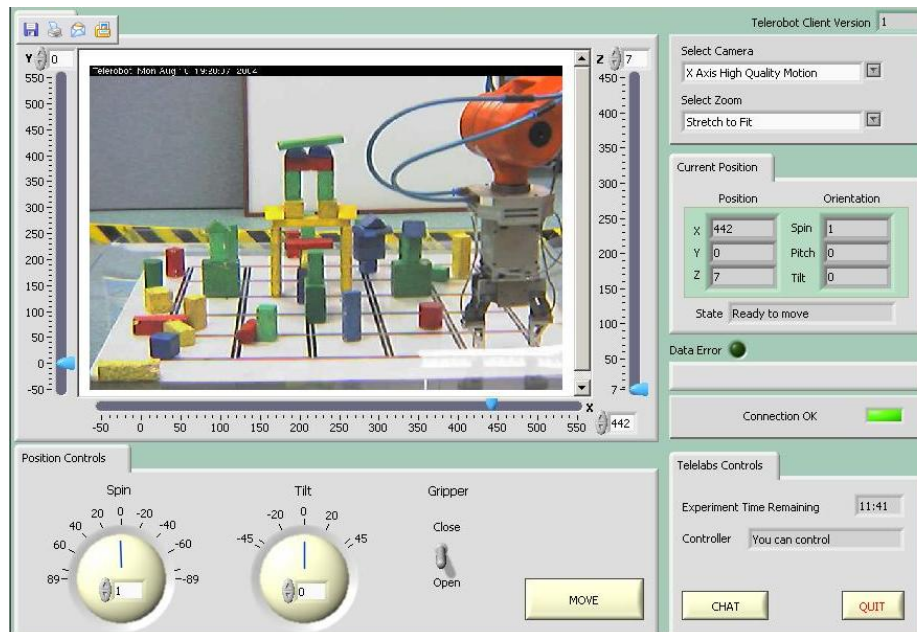 Telerobot Client Version 1
Y 0
Z 7
Telerobot Mon Aug 1
2004
Select Camera
X Axis High Quality Motion
Select Zoom
Stretch to Fit
550
500
450
400
350
300
250
200
150
100
50
0
-50
450
400
350
300
250
200
150
100
50
7
X
-50 0 50 100 150 200 250 300 350 400 450 500 550
442
Current Position
Position Orientation
X 442 Spin 1
Y 0 Pitch 0
Z 7 Tilt 0
State Ready to move
Data Error
Connection OK
Position Controls
Spin
89 60 40 20 0 -20 -40 -60 -89
1
Tilt
-45 -20 0 20 45
0
Gripper
Close
Open
MOVE
Telelabs Controls
Experiment Time Remaining 11:41
Controller You can control
CHAT QUIT